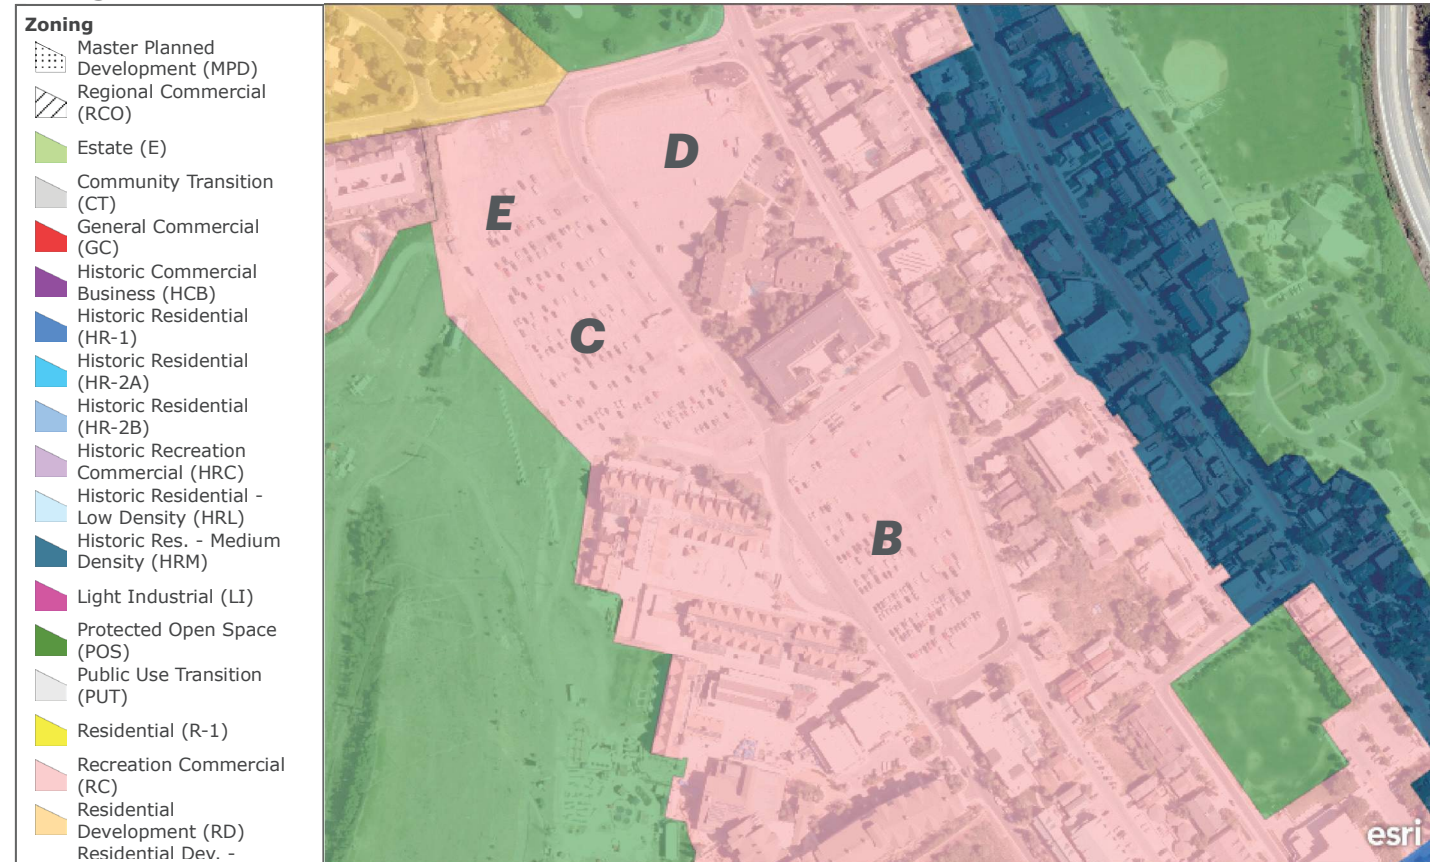 Zoning
Master Planned
Development (MPD)
Regional Commercial
(RCO)
Estate (E)
Community Transition
(CT)
General Commercial
(GC)
Historic Commercial
Business (HCB)
Historic Residential
(HR-1)
Historic Residential
(HR-2A)
Historic Residential
(HR-2B)
Historic Recreation
Commercial (HRC)
Historic Residential -
Low Density (HRL)
Historic Res. - Medium
Density (HRM)
Light Industrial (LI)
Protected Open Space
(POS)
Public Use Transition
(PUT)
Residential (R-1)
Recreation Commercial
(RC)
Residential
Development (RD)
Residential Dev. -
D
E
C
B
esri